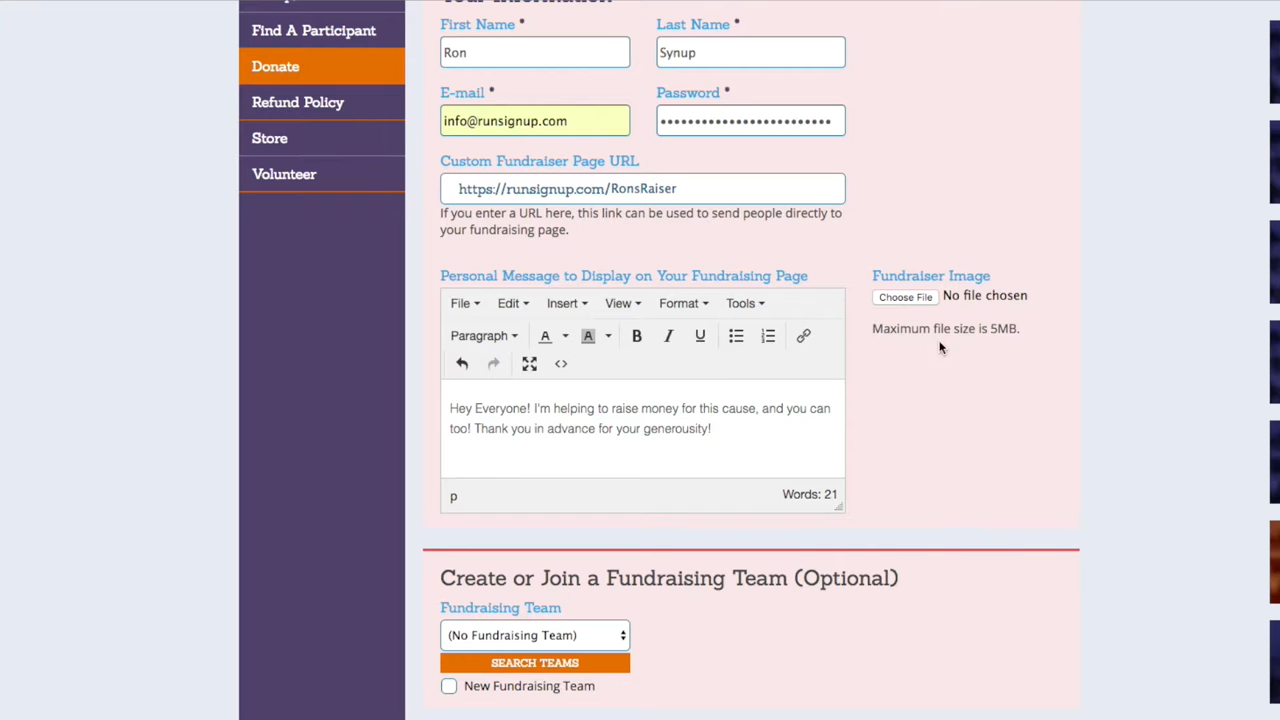 Find A Participant
Donate
Refund Policy
Store
Volunteer
First Name *
Last Name *
Ron
Synup
E-mail *
Password *
info@runsignup.com
Custom Fundraiser Page URL
https://runsignup.com/RonsRaiser
If you enter a URL here, this link can be used to send people directly to
your fundraising page.
Personal Message to Display on Your Fundraising Page
Fundraiser Image
File Edit Insert View Format Tools
Choose File No file chosen
Maximum file size is 5MB.
Paragraph A A B I U
Hey Everyone! I'm helping to raise money for this cause, and you can
too! Thank you in advance for your generousity!
p
Words: 21
Create or Join a Fundraising Team (Optional)
Fundraising Team
(No Fundraising Team)
SEARCH TEAMS
New Fundraising Team